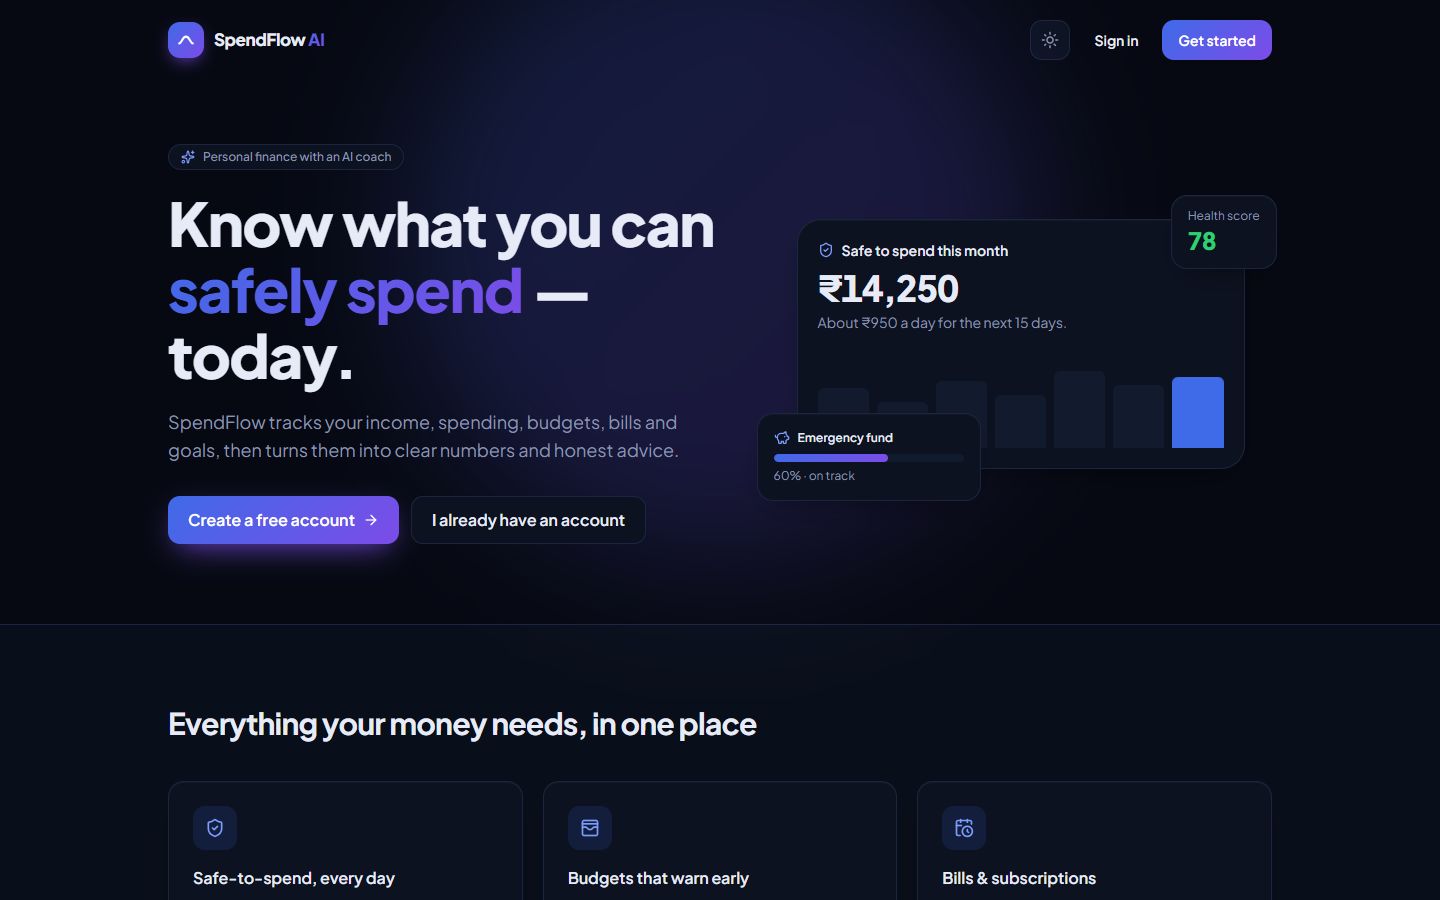 SpendFlow AI
Sign in
Get started
Personal finance with an AI coach
Know what you can
safely spend —
today.
SpendFlow tracks your income, spending, budgets, bills and
goals, then turns them into clear numbers and honest advice.
Create a free account
I already have an account
Health score
78
Safe to spend this month
₹14,250
About ₹950 a day for the next 15 days.
Emergency fund
60% · on track
Everything your money needs, in one place
Safe-to-spend, every day
Budgets that warn early
Bills & subscriptions